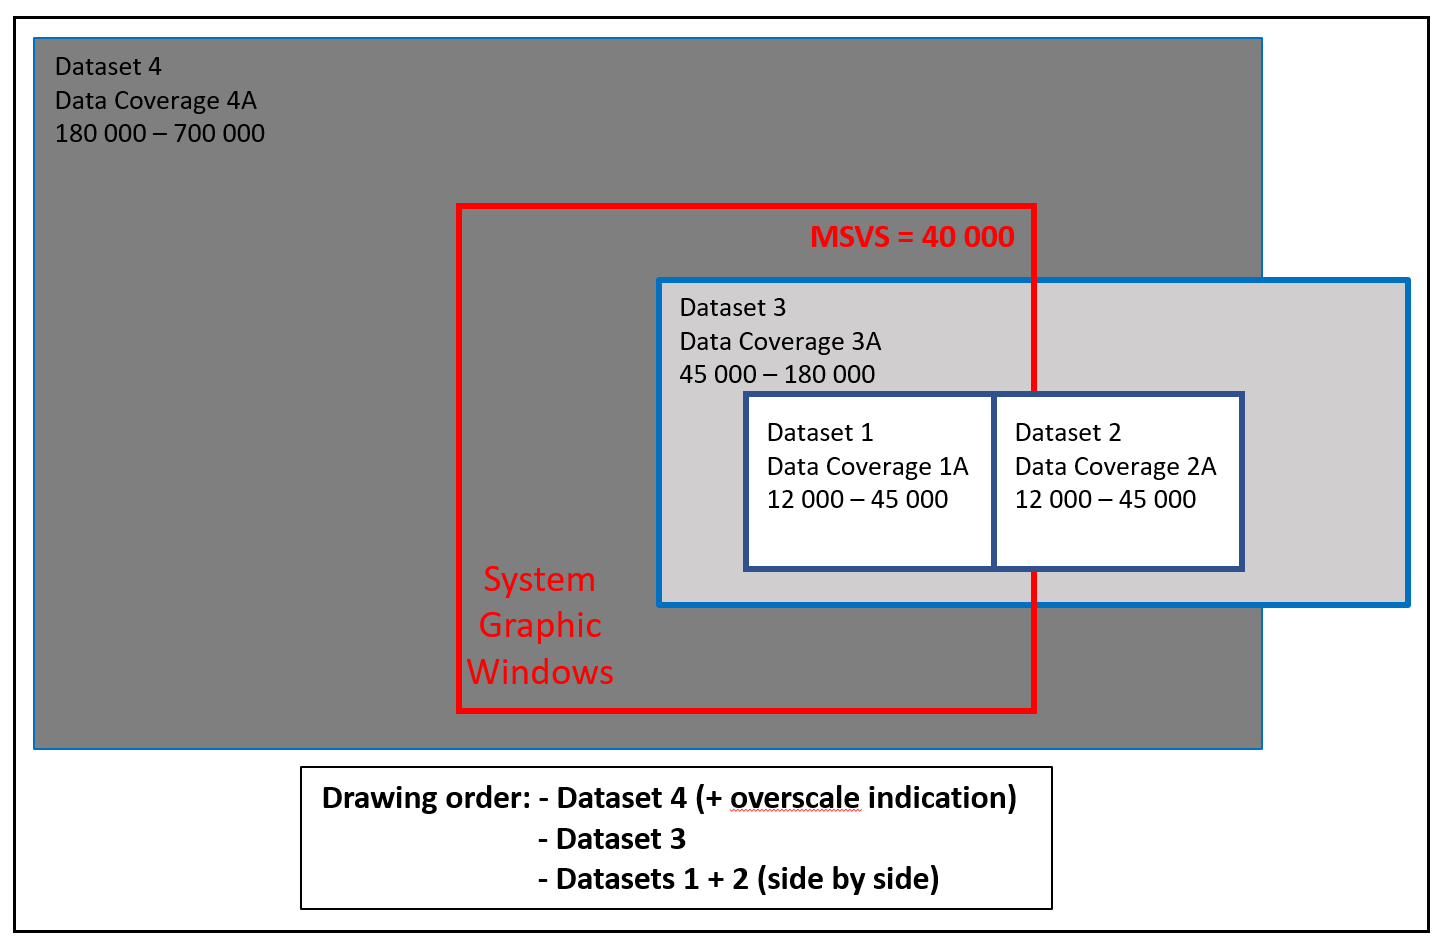 Dataset 4
Data Coverage 4A
180 000 – 700 000
MSVS = 40 000
Dataset 3
Data Coverage 3A
45 000 – 180 000
Dataset 1
Data Coverage 1A
12 000 – 45 000
Dataset 2
Data Coverage 2A
12 000 – 45 000
System
Graphic
Windows
Drawing order: - Dataset 4 (+ overscale indication)
- Dataset 3
- Datasets 1 + 2 (side by side)